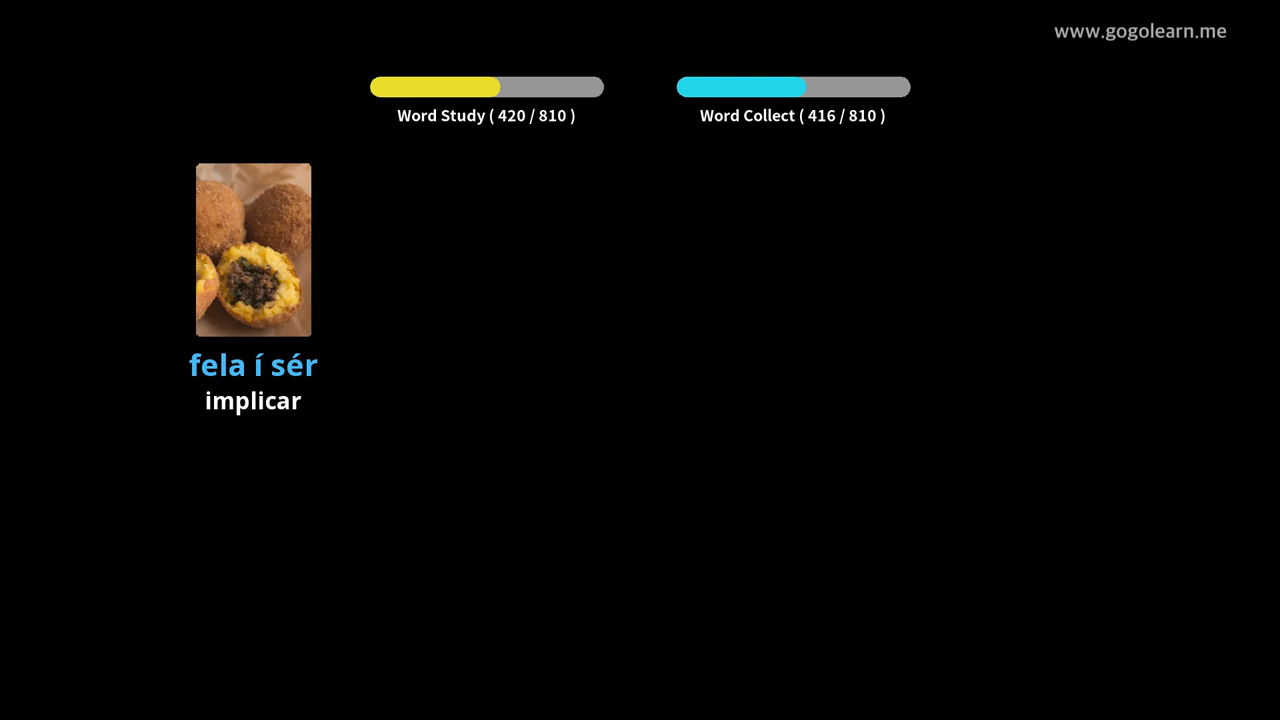 www.gogolearn.me
Word Study ( 420 / 810 )
Word Collect ( 416 / 810 )
fela í sér
implicar